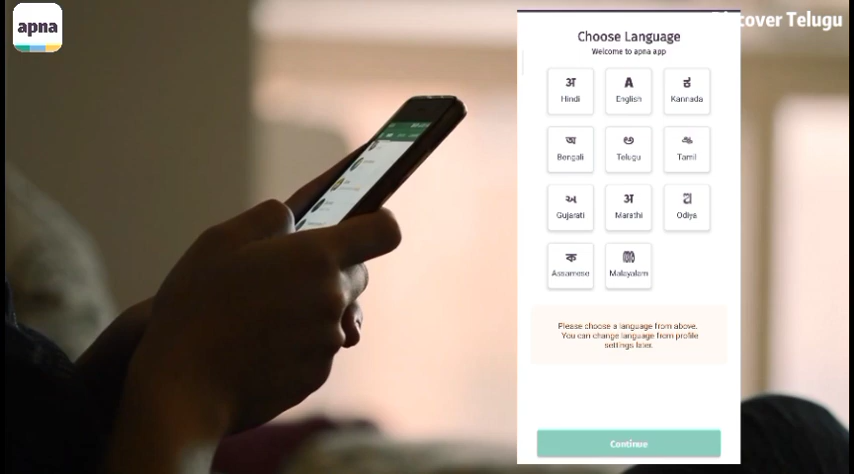 apna
cover Telugu
Choose Language
Welcome to apna app
अ
Hindi
A
English
ಕ
Kannada
অ
Bengali
తె
Telugu
அ
Tamil
અ
Gujarati
अ
Marathi
ଅ
Odiya
ক
Assamese
Malayalam
Please choose a language from above.
You can change language from profile
settings later.
Continue